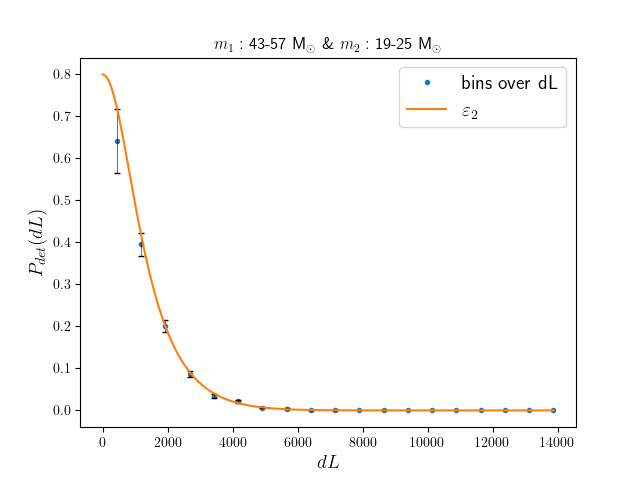 m₁ : 43-57 M☉ & m₂ : 19-25 M☉
bins over dL
ε₂
P_det(dL)
0.8
0.7
0.6
0.5
0.4
0.3
0.2
0.1
0.0
0 2000 4000 6000 8000 10000 12000 14000
dL